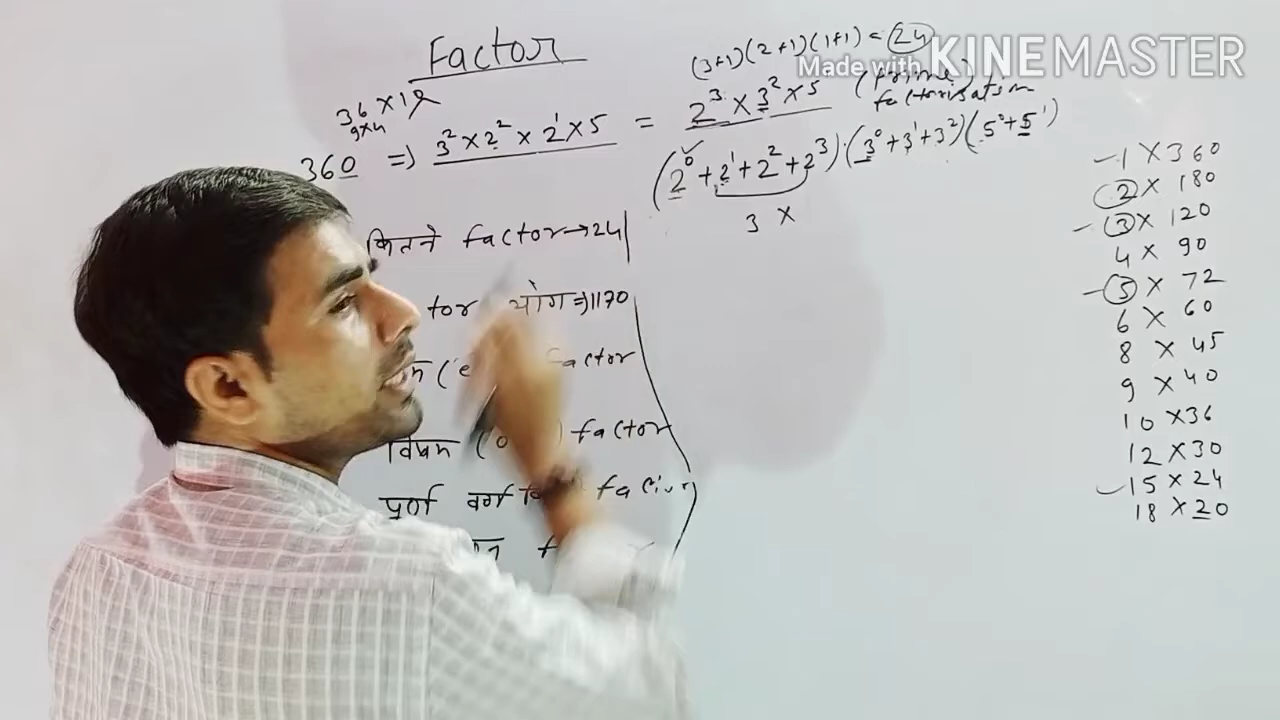 Factor
(3+1)(2+1)(1+1) = 24
Made with KINEMASTER
36 × 10
9×4
360 => 3² × 2² × 2¹ × 5 = 2³ × 3² × 5 (prime) factorisation
(2⁰ + 2¹ + 2² + 2³)·(3⁰ + 3¹ + 3²)(5⁰ + 5¹)
3 ×
कितने factor → 24
tor योग => 1170
factor
विषम ( factor
पूर्ण वर्ग
1 × 360
2 × 180
3 × 120
4 × 90
5 × 72
6 × 60
8 × 45
9 × 40
10 × 36
12 × 30
15 × 24
18 × 20